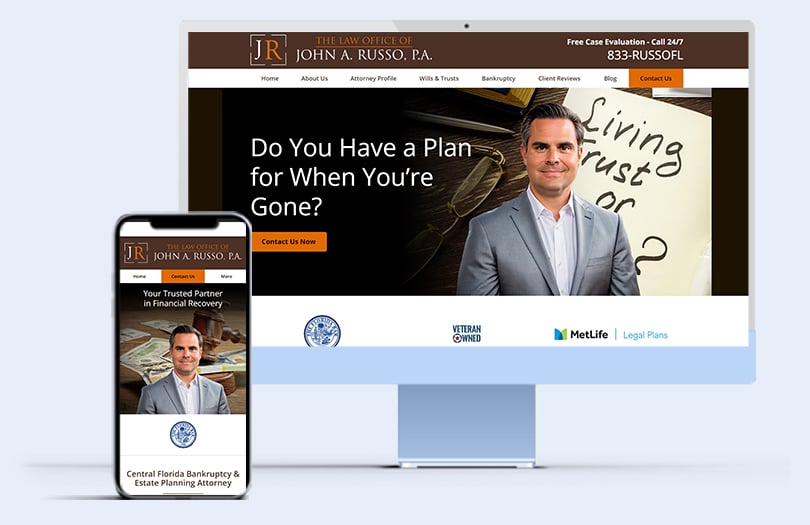 JR
THE LAW OFFICE OF
JOHN A. RUSSO, P.A.
Free Case Evaluation - Call 24/7
833-RUSSOFL
Home About Us Attorney Profile Wills & Trusts Bankruptcy Client Reviews Blog Contact Us
Do You Have a Plan
for When You're
Gone?
Contact Us Now
Living
Trust
or
?
VETERAN
OWNED
MetLife | Legal Plans
JR
THE LAW OFFICE OF
JOHN A. RUSSO, P.A.
Home Contact Us More
Your Trusted Partner
in Financial Recovery
Central Florida Bankruptcy &
Estate Planning Attorney